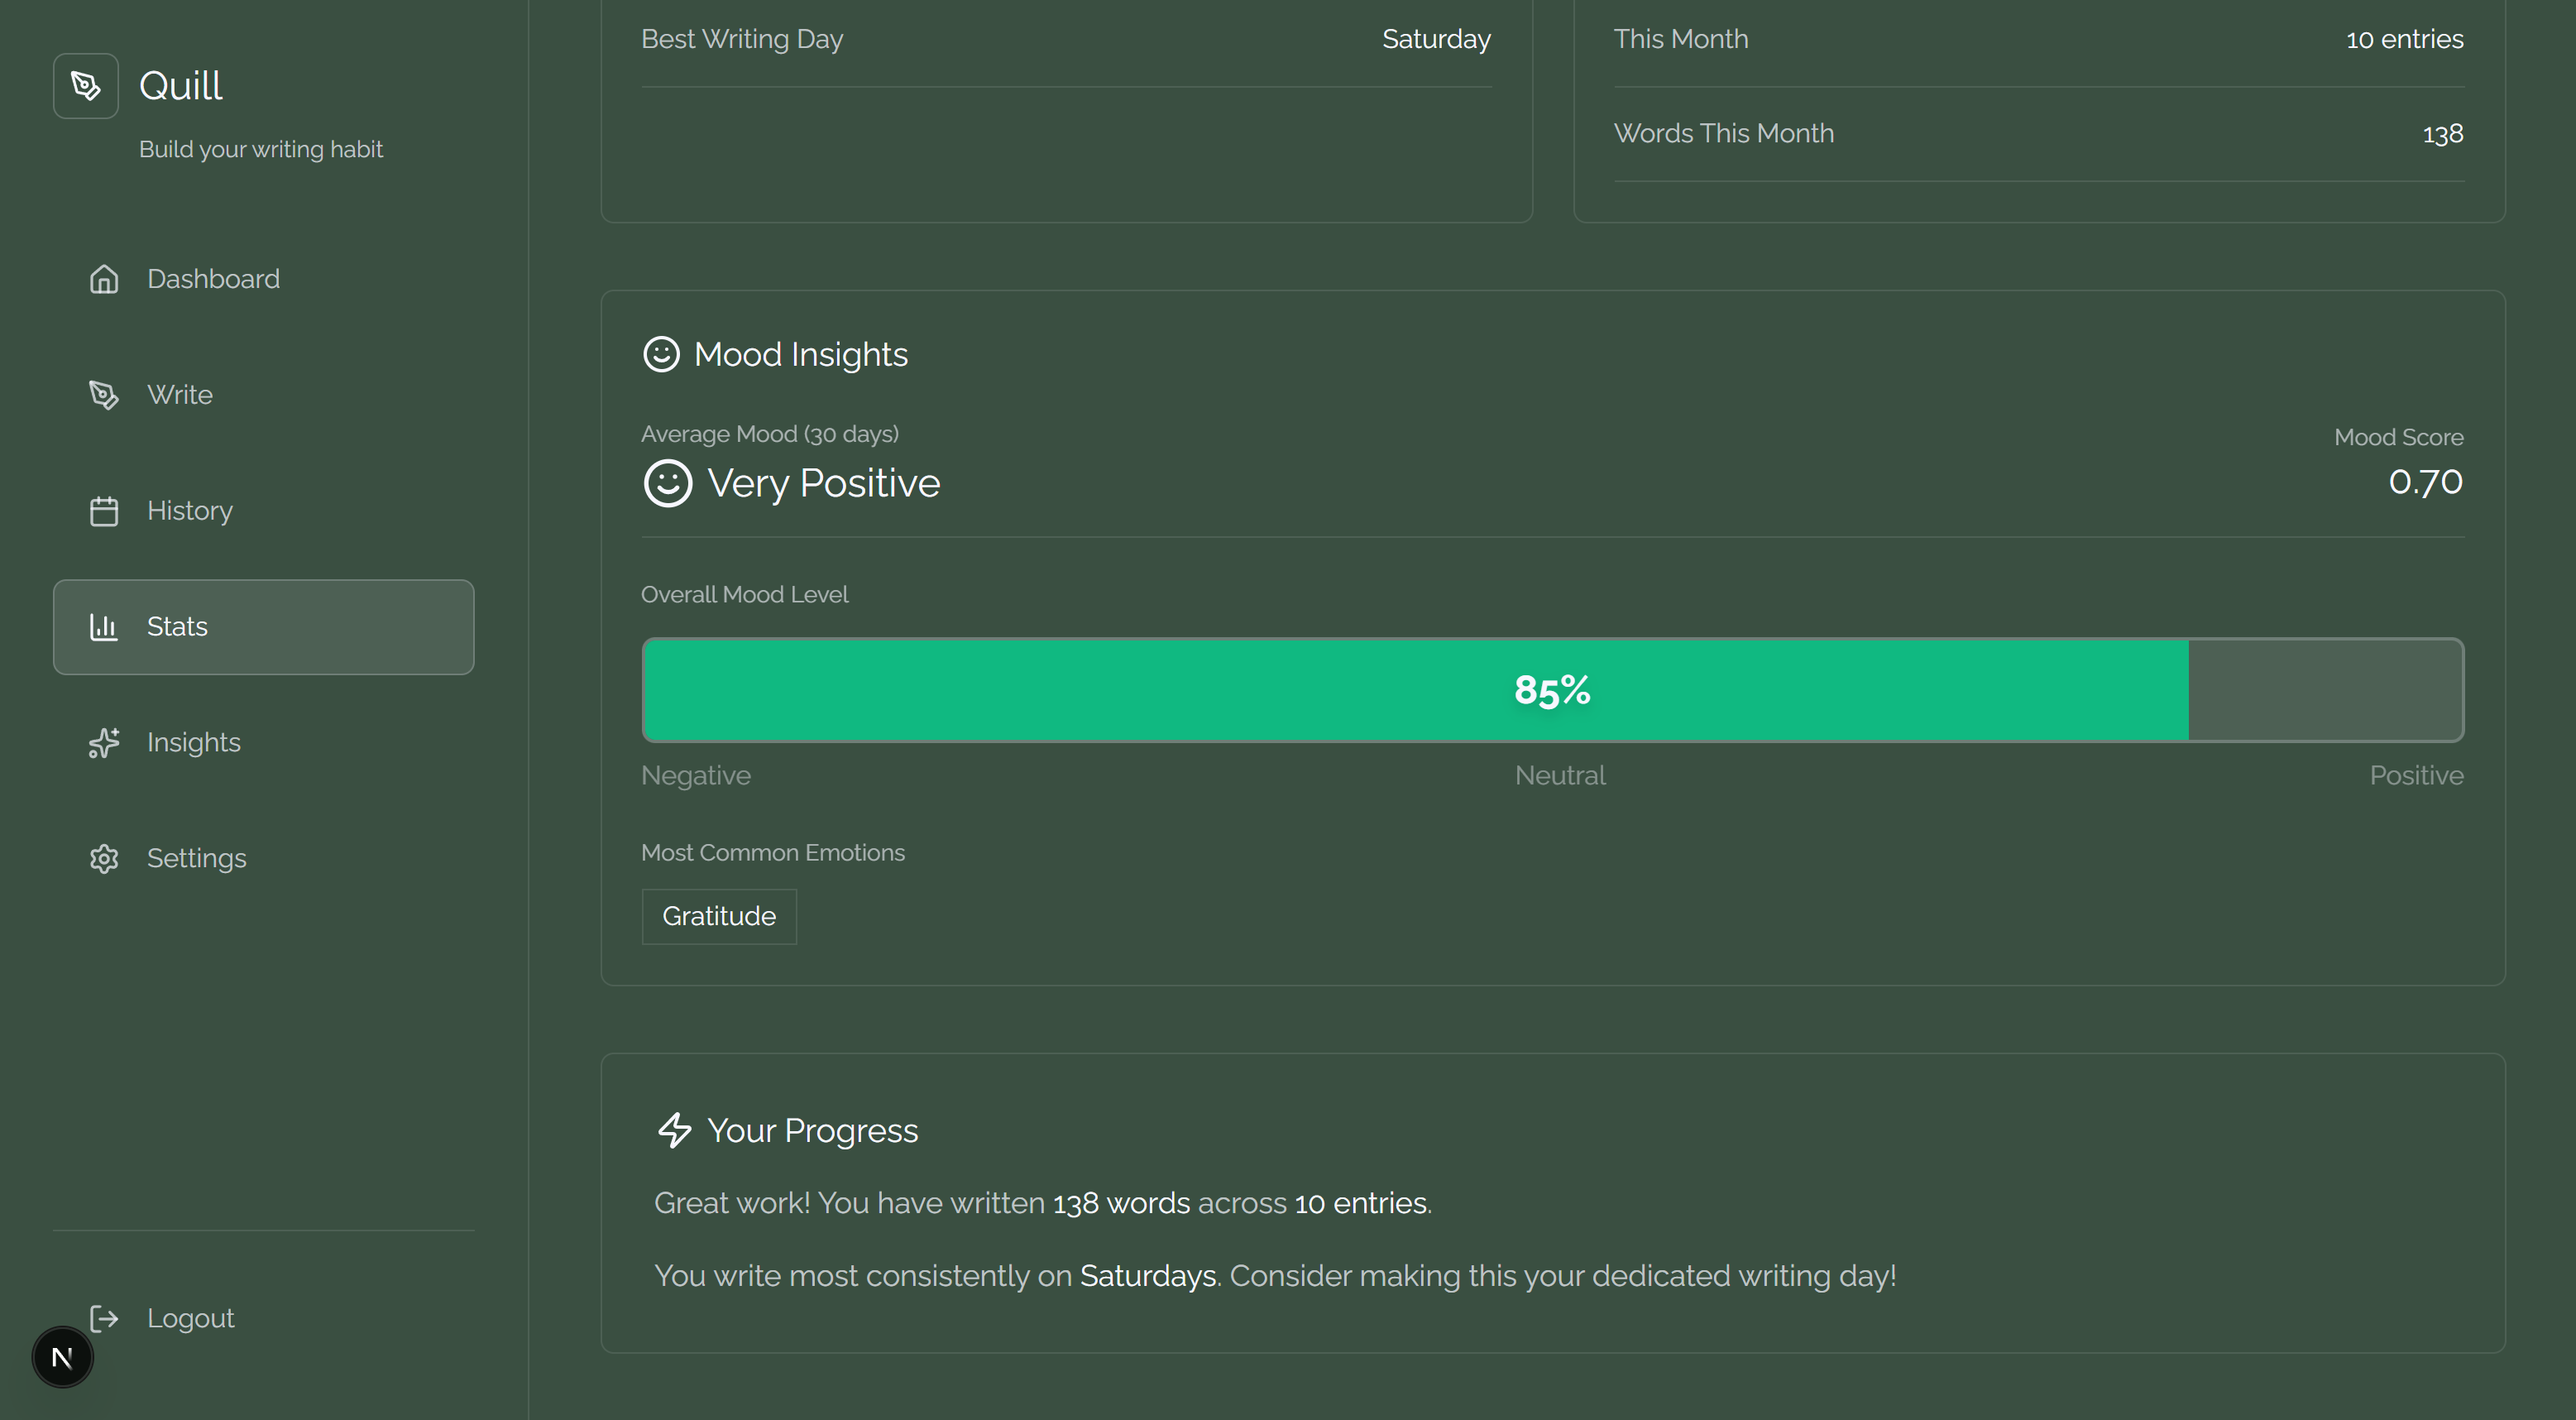 Quill
Build your writing habit
Dashboard
Write
History
Stats
Insights
Settings
Logout
N
Best Writing Day
Saturday
This Month
10 entries
Words This Month
138
Mood Insights
Average Mood (30 days)
Very Positive
Mood Score
0.70
Overall Mood Level
85%
Negative
Neutral
Positive
Most Common Emotions
Gratitude
Your Progress
Great work! You have written 138 words across 10 entries.
You write most consistently on Saturdays. Consider making this your dedicated writing day!